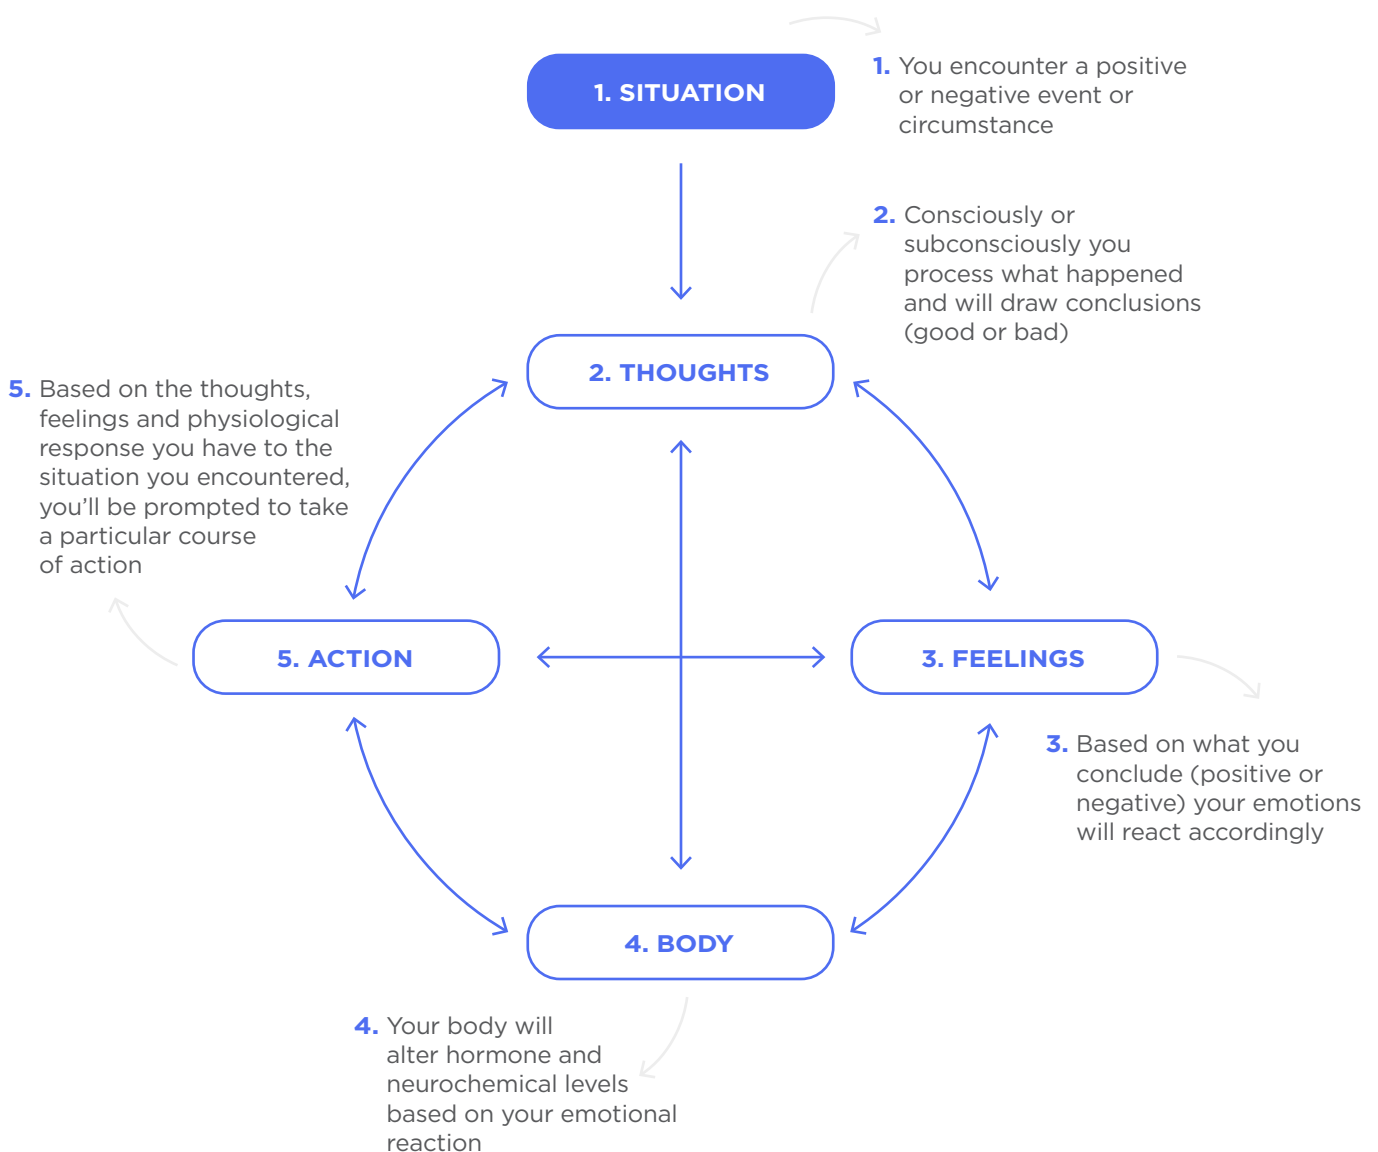 1. SITUATION
1. You encounter a positive
or negative event or
circumstance
2. Consciously or
subconsciously you
process what happened
and will draw conclusions
(good or bad)
2. THOUGHTS
5. Based on the thoughts,
feelings and physiological
response you have to the
situation you encountered,
you’ll be prompted to take
a particular course
of action
5. ACTION
3. FEELINGS
3. Based on what you
conclude (positive or
negative) your emotions
will react accordingly
4. BODY
4. Your body will
alter hormone and
neurochemical levels
based on your emotional
reaction